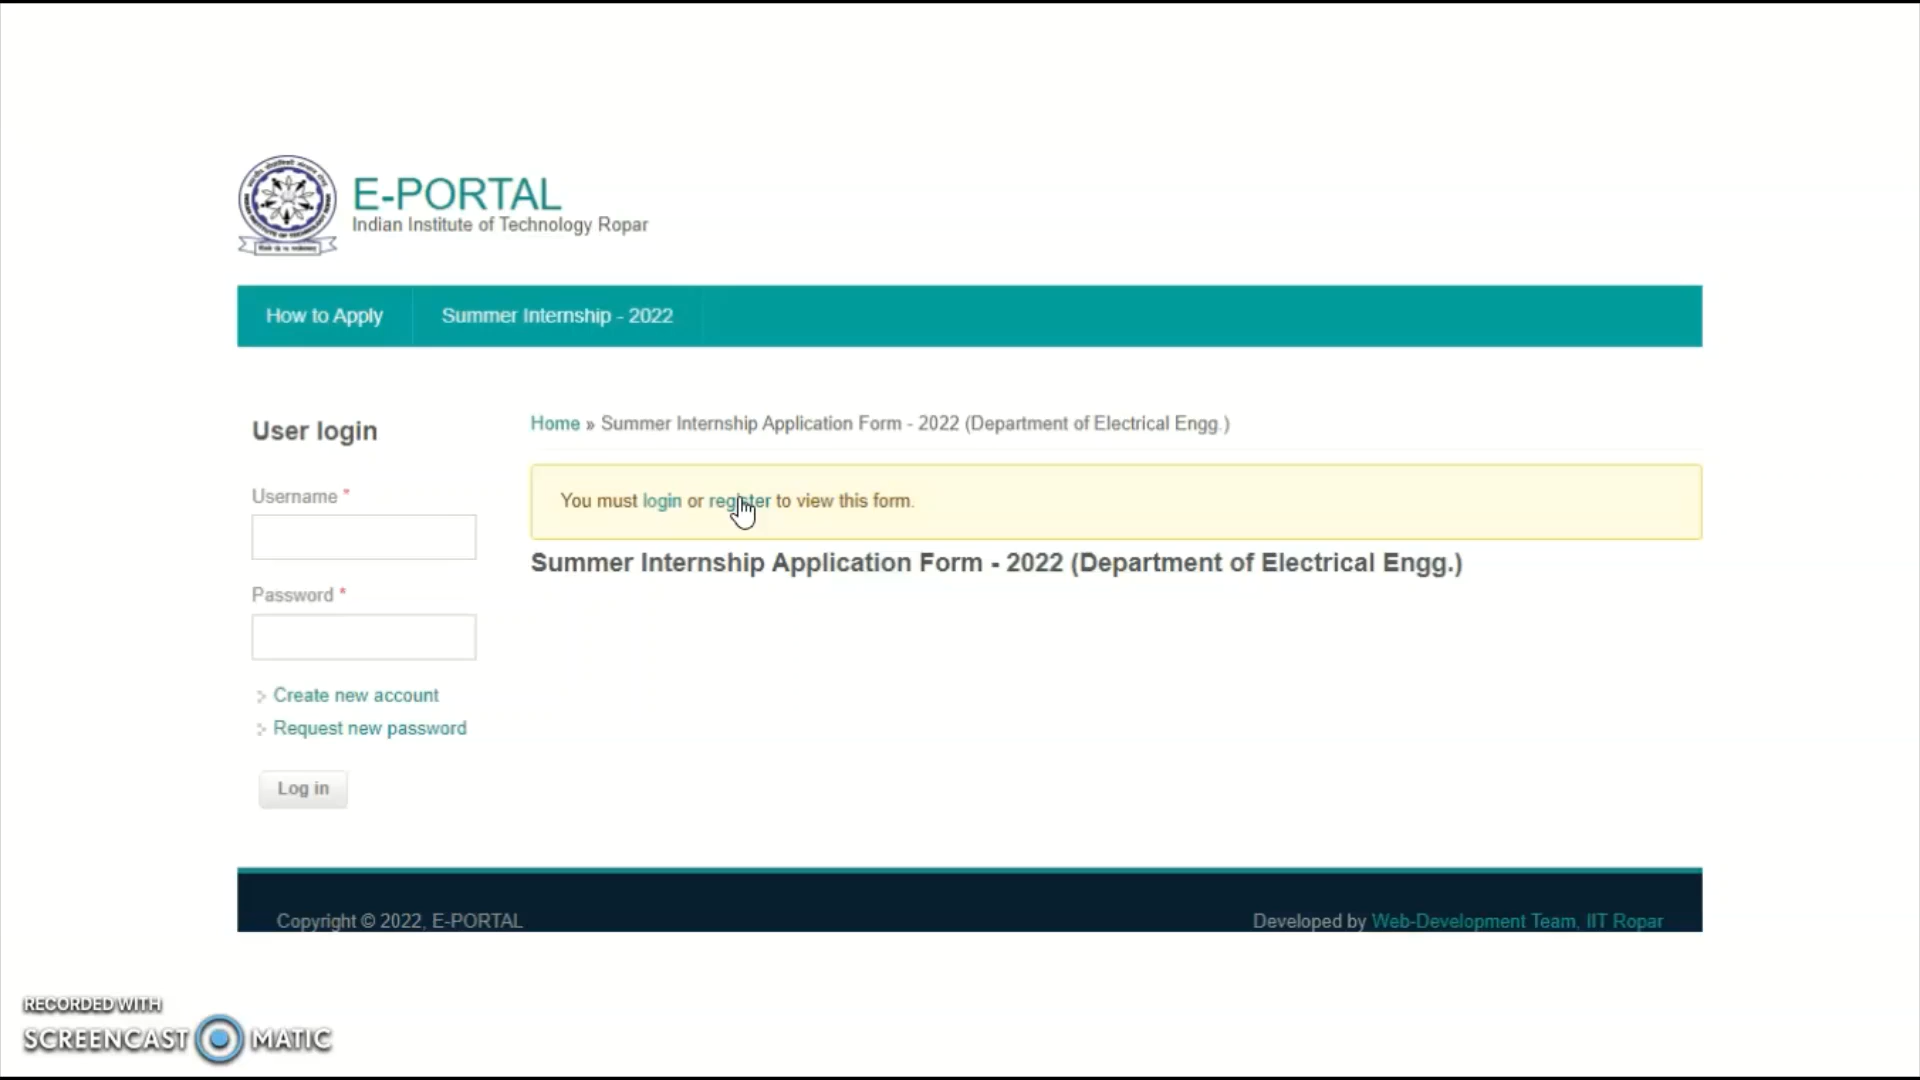 E-PORTAL
Indian Institute of Technology Ropar
How to Apply
Summer Internship - 2022
User login
Username *
Password *
Create new account
Request new password
Log in
Home » Summer Internship Application Form - 2022 (Department of Electrical Engg.)
You must login or register to view this form.
Summer Internship Application Form - 2022 (Department of Electrical Engg.)
Copyright © 2022, E-PORTAL
Developed by Web-Development Team, IIT Ropar
RECORDED WITH
SCREENCAST MATIC